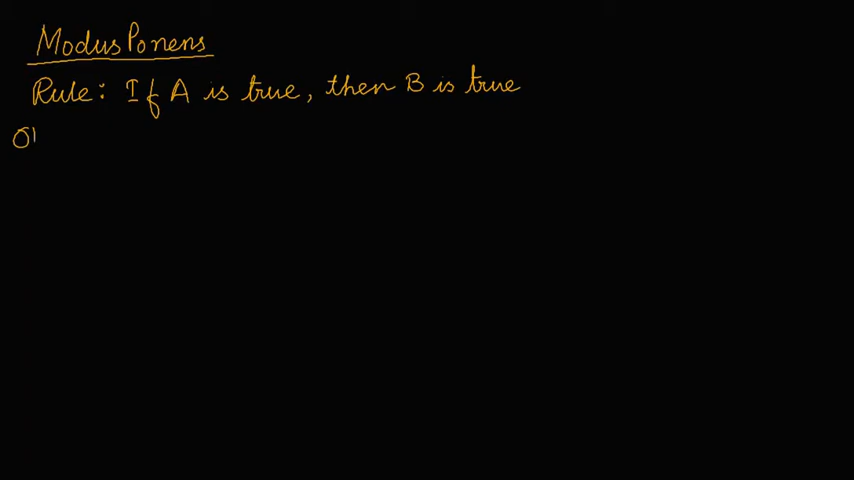 Modus Ponens
Rule: If A is true, then B is true